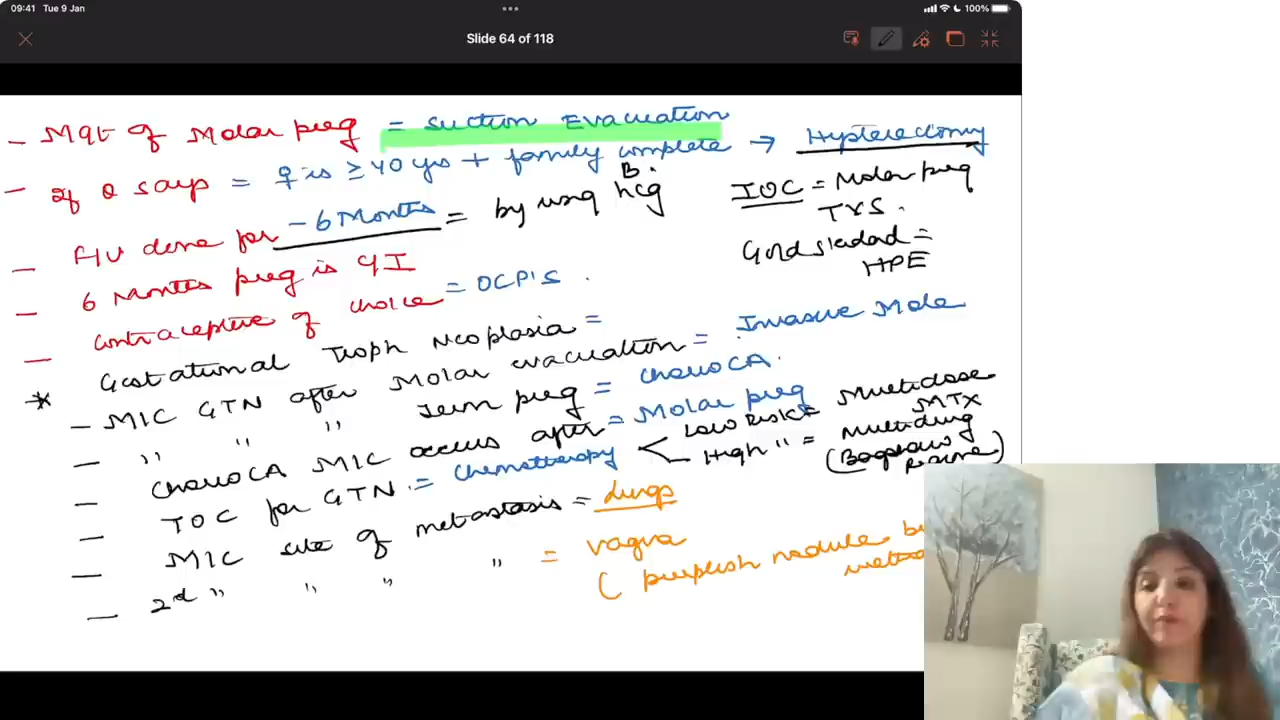 09:41 Tue 9 Jan
100%
Slide 64 of 118
- Mgt of Molar preg = Suction Evacuation
- If Q says = ♀ is ≥ 40 yrs + family complete → Hysterectomy
- F/U done for - 6 Months = by using B. hcg
- 6 Months preg is CI
- Contraceptive of choice = OCP's.
IOC = Molar preg
TVS.
Gold standard =
HPE
* Gestational Troph Neoplasia =
- MIC GTN after Molar evacuation = Invasive Mole
- " " " Term preg = ChorioCA.
- ChorioCA MIC occurs after = Molar preg
- TOC for GTN. = Chemotherapy
Low Risk = Multidose MTX
High " = Multidrug
- MIC site of metastasis = lungs
- 2nd " " " " = vagina
( purplish nodule